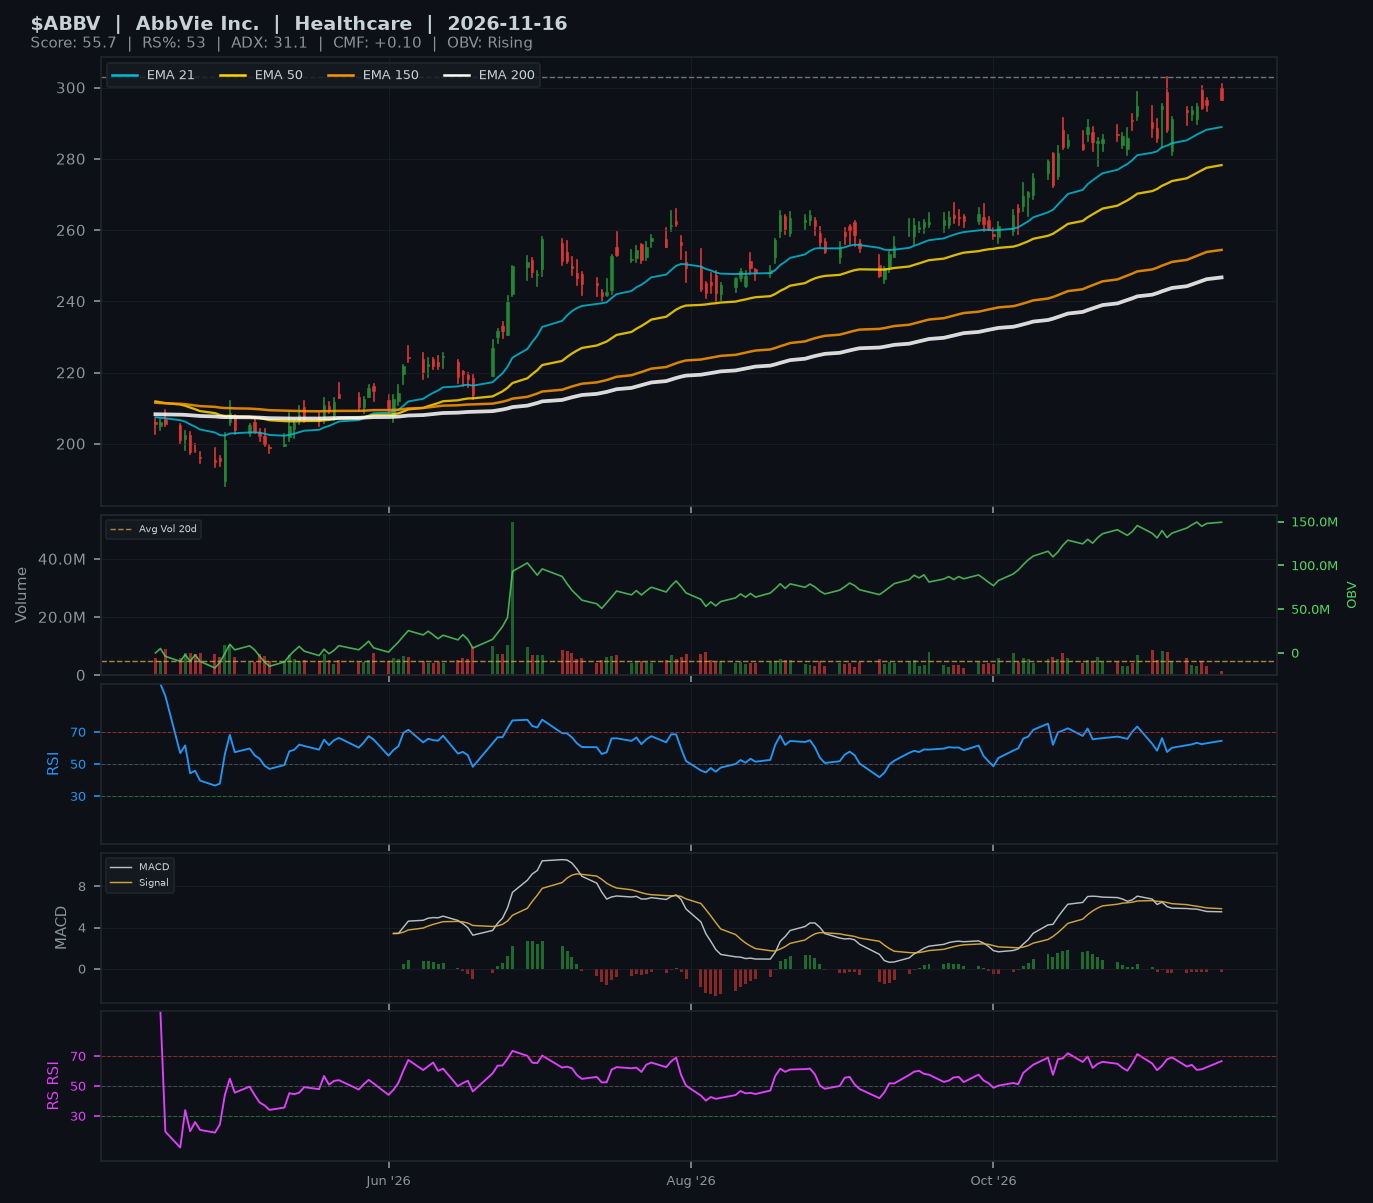 $ABBV | AbbVie Inc. | Healthcare | 2026-11-16
Score: 55.7 | RS%: 53 | ADX: 31.1 | CMF: +0.10 | OBV: Rising
EMA 21 EMA 50 EMA 150 EMA 200
300
280
260
240
220
200
Avg Vol 20d
Volume
40.0M
20.0M
0
150.0M
100.0M
50.0M
0
OBV
RSI
70
50
30
MACD
Signal
MACD
8
4
0
RS RSI
70
50
30
Jun '26 Aug '26 Oct '26